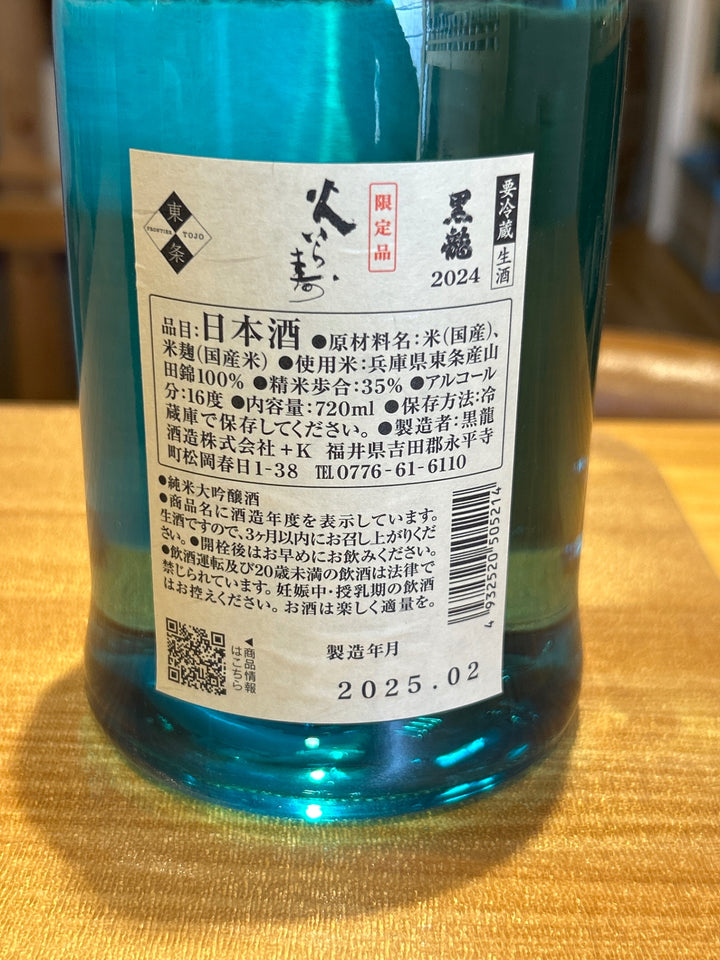 要冷蔵 生酒
黒龍
2024
限定品
火いら寿
東条
FRONTIER TOJO
品目:日本酒 ●原材料名:米(国産)、
米麹(国産米) ●使用米:兵庫県東条産山
田錦100% ●精米歩合:35% ●アルコール
分:16度 ●内容量:720ml ●保存方法:冷
蔵庫で保存してください。 ●製造者:黒龍
酒造株式会社+K 福井県吉田郡永平寺
町松岡春日1-38 TEL0776-61-6110
●純米大吟醸酒
●商品名に酒造年度を表示しています。
生酒ですので、3ヶ月以内にお召し上がりくだ
さい。●開栓後はお早めにお飲みください。
●飲酒運転及び20歳未満の飲酒は法律で
禁じられています。妊娠中・授乳期の飲酒
はお控えください。お酒は楽しく適量を。
4 932520 505214
◀商品情報
はこちら
製造年月
2025.02